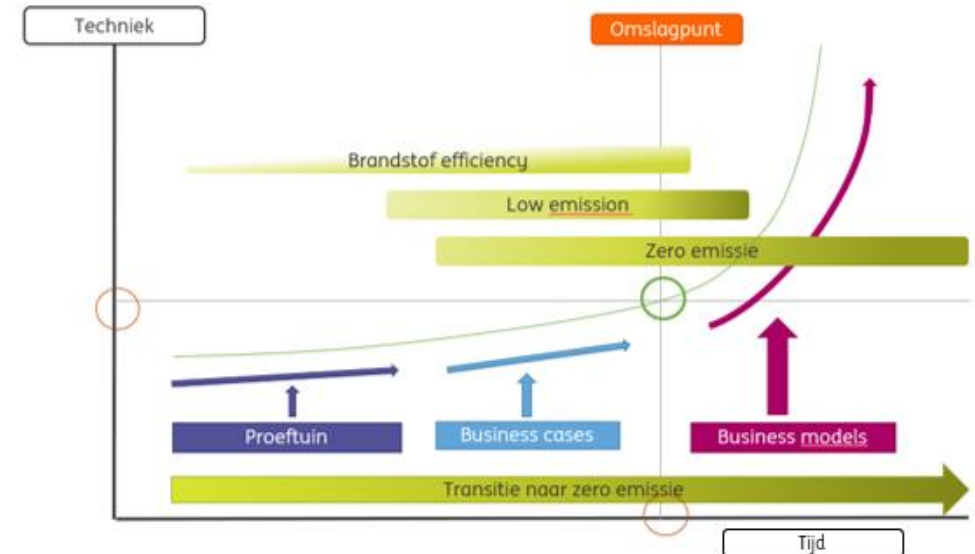 Techniek
Omslagpunt
Brandstof efficiency
Low emission
Zero emissie
Proeftuin
Business cases
Business models
Transitie naar zero emissie
Tijd